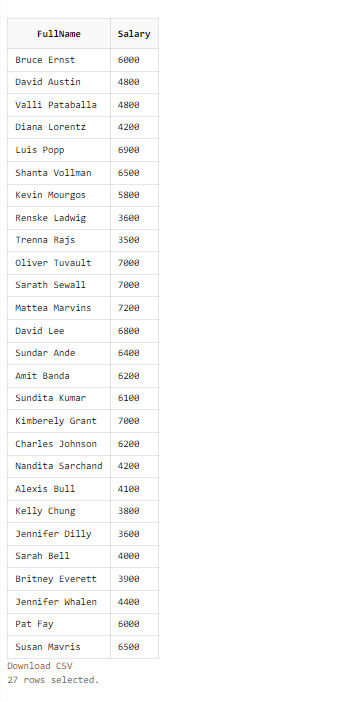 FullName Salary
Bruce Ernst 6000
David Austin 4800
Valli Pataballa 4800
Diana Lorentz 4200
Luis Popp 6900
Shanta Vollman 6500
Kevin Mourgos 5800
Renske Ladwig 3600
Trenna Rajs 3500
Oliver Tuvault 7000
Sarath Sewall 7000
Mattea Marvins 7200
David Lee 6800
Sundar Ande 6400
Amit Banda 6200
Sundita Kumar 6100
Kimberely Grant 7000
Charles Johnson 6200
Nandita Sarchand 4200
Alexis Bull 4100
Kelly Chung 3800
Jennifer Dilly 3600
Sarah Bell 4000
Britney Everett 3900
Jennifer Whalen 4400
Pat Fay 6000
Susan Mavris 6500
Download CSV
27 rows selected.